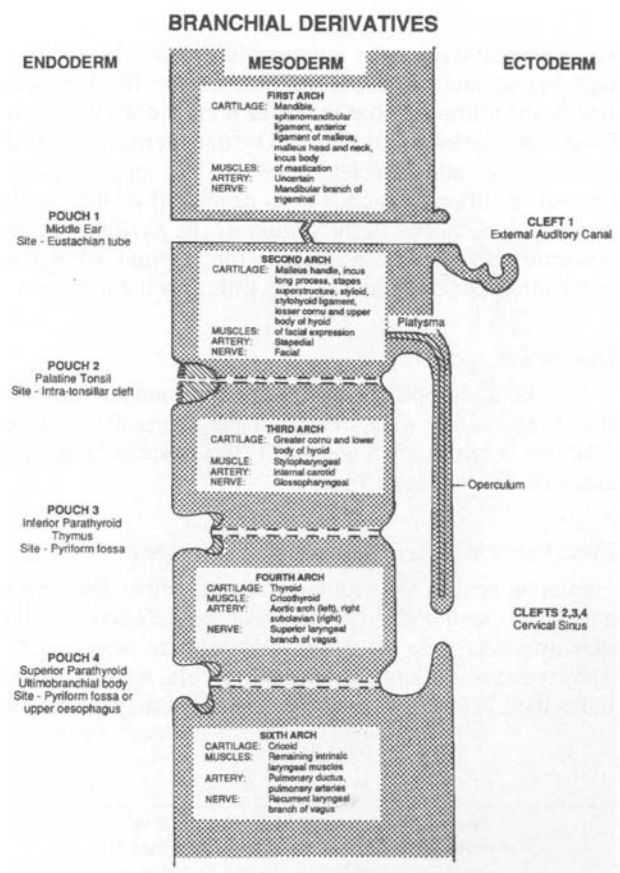 BRANCHIAL DERIVATIVES
ENDODERM
MESODERM
ECTODERM
FIRST ARCH
CARTILAGE: Mandible,
sphenomandibular
ligament, anterior
ligament of malleus,
malleus head and neck,
incus body
MUSCLES: of mastication
ARTERY: Uncertain
NERVE: Mandibular branch of
trigeminal
POUCH 1
Middle Ear
Site - Eustachian tube
CLEFT 1
External Auditory Canal
SECOND ARCH
CARTILAGE: Malleus handle, incus
long process, stapes
superstructure, styloid,
stylohyoid ligament,
lesser cornu and upper
body of hyoid
MUSCLES: of facial expression
ARTERY: Stapedial
NERVE: Facial
Platysma
POUCH 2
Palatine Tonsil
Site - Intra-tonsillar cleft
THIRD ARCH
CARTILAGE: Greater cornu and lower
body of hyoid
MUSCLE: Stylopharyngeal
ARTERY: Internal carotid
NERVE: Glossopharyngeal
Operculum
POUCH 3
Inferior Parathyroid
Thymus
Site - Pyriform fossa
FOURTH ARCH
CARTILAGE: Thyroid
MUSCLE: Cricothyroid
ARTERY: Aortic arch (left), right
subclavian (right)
NERVE: Superior laryngeal
branch of vagus
CLEFTS 2,3,4
Cervical Sinus
POUCH 4
Superior Parathyroid
Ultimobranchial body
Site - Pyriform fossa or
upper oesophagus
SIXTH ARCH
CARTILAGE: Cricoid
MUSCLES: Remaining intrinsic
laryngeal muscles
ARTERY: Pulmonary ductus,
pulmonary arteries
NERVE: Recurrent laryngeal
branch of vagus